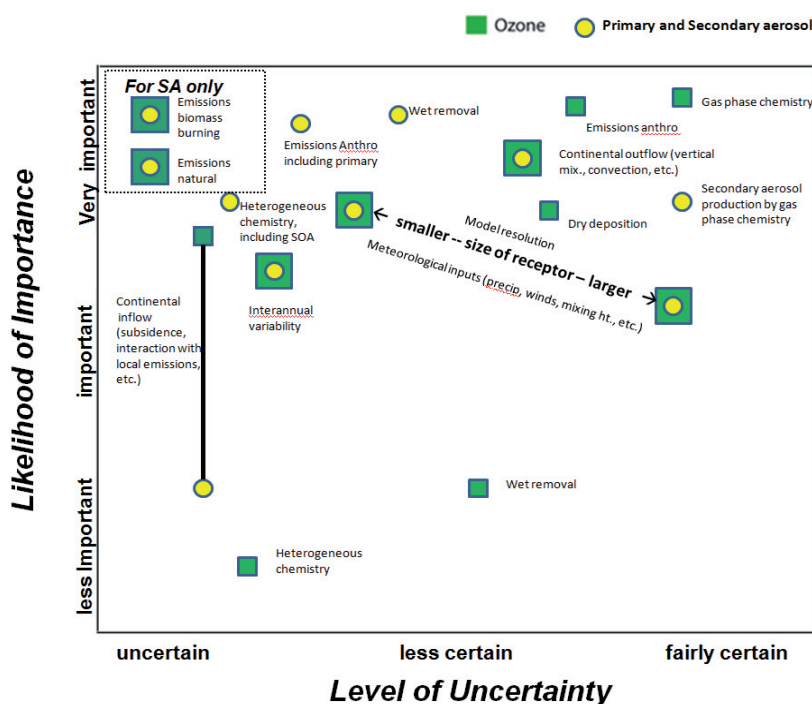 Ozone
Primary and Secondary aerosol
For SA only
Emissions
biomass
burning
Emissions
natural
Emissions Anthro
including primary
Wet removal
Emissions anthro
Gas phase chemistry
Continental outflow (vertical
mix., convection, etc.)
Heterogeneous
chemistry,
including SOA
Model resolution
smaller -- size of receptor – larger
Meteorological inputs (precip, winds, mixing ht., etc.)
Dry deposition
Secondary aerosol
production by gas
phase chemistry
Interannual
variability
Continental
inflow
(subsidence,
interaction with
local emissions,
etc.)
Wet removal
Heterogeneous
chemistry
Likelihood of Importance
Very important
important
less Important
uncertain
less certain
fairly certain
Level of Uncertainty